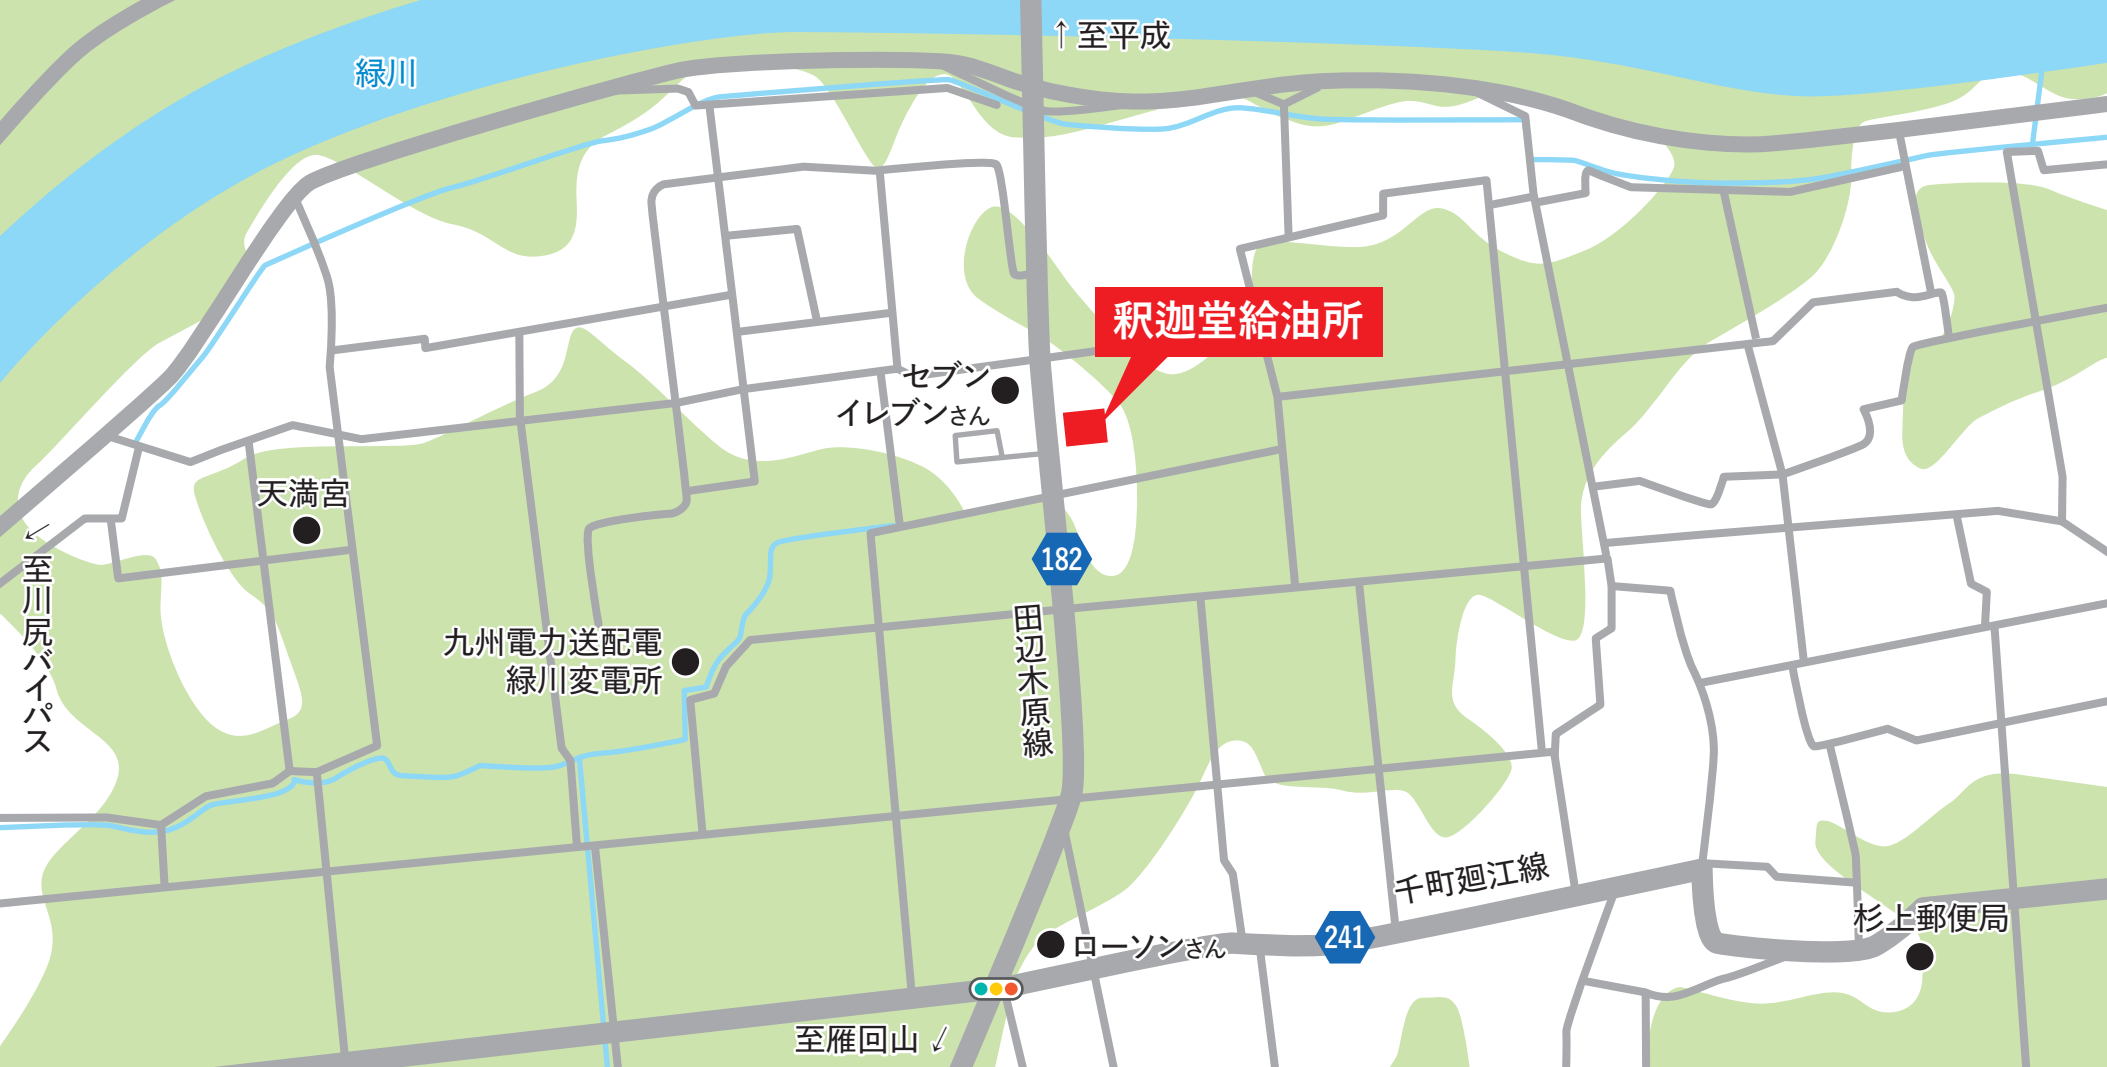 ↑至平成
緑川
釈迦堂給油所
セブン
イレブンさん
天満宮
←至川尻バイパス
182
九州電力送配電
緑川変電所
田辺木原線
千町廻江線
杉上郵便局
241
ローソンさん
至雁回山↓